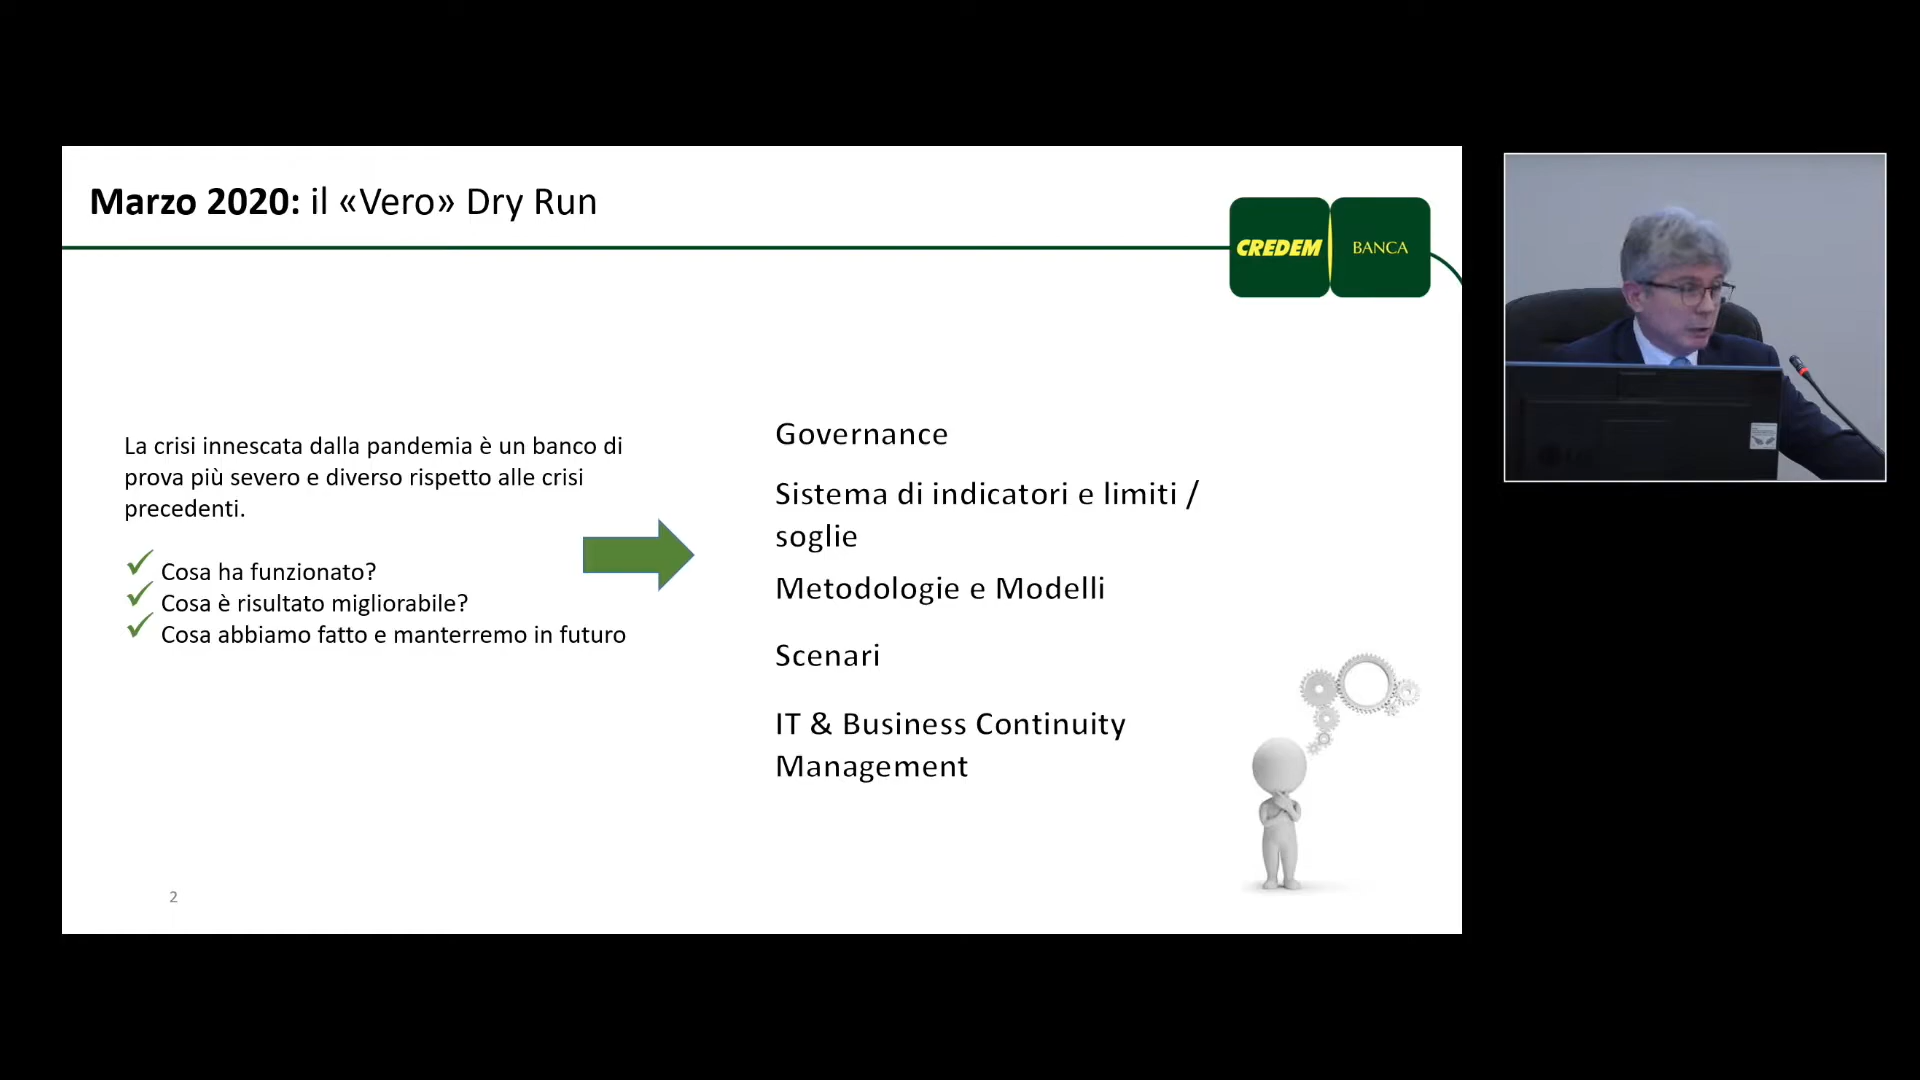 Marzo 2020: il «Vero» Dry Run
CREDEM BANCA
La crisi innescata dalla pandemia è un banco di
prova più severo e diverso rispetto alle crisi
precedenti.
Cosa ha funzionato?
Cosa è risultato migliorabile?
Cosa abbiamo fatto e manterremo in futuro
Governance
Sistema di indicatori e limiti /
soglie
Metodologie e Modelli
Scenari
IT & Business Continuity
Management
2